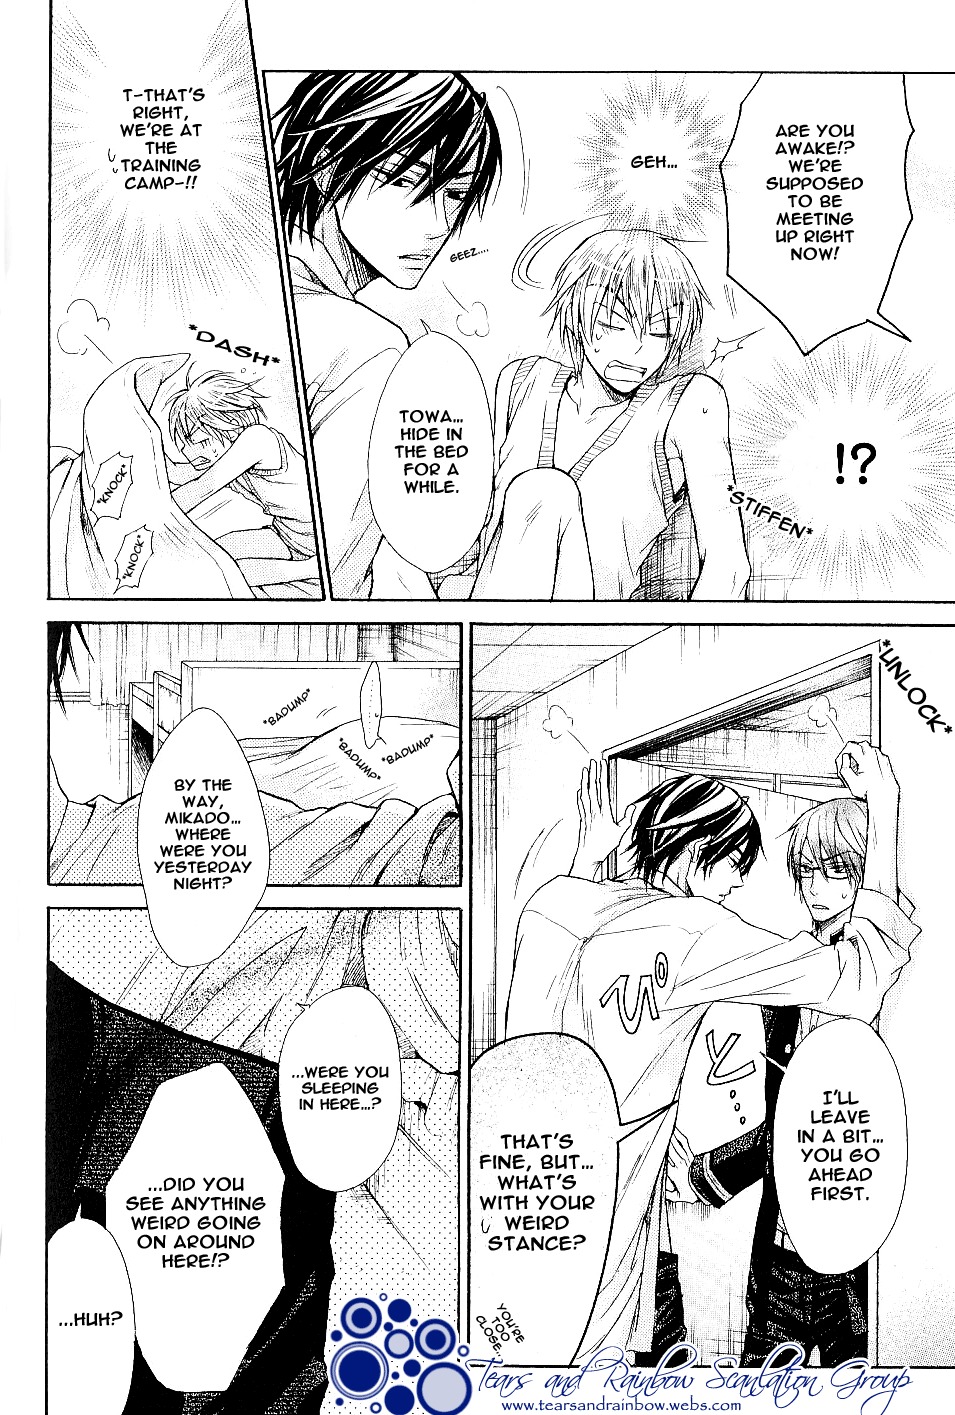 ARE YOU
AWAKE!?
WE'RE
SUPPOSED
TO BE
MEETING
UP RIGHT
NOW!
!?
*STIFFEN*
GEH...
GEEZ....
TOWA...
HIDE IN
THE BED
FOR A
WHILE.
T-THAT'S
RIGHT,
WE'RE AT
THE
TRAINING
CAMP-!!
*DASH*
*KNOCK*
*KNOCK*
*UNLOCK*
ぴと…
I'LL
LEAVE
IN A BIT...
YOU GO
AHEAD
FIRST.
THAT'S
FINE, BUT...
WHAT'S
WITH YOUR
WEIRD
STANCE?
YOU'RE
TOO
CLOSE...
*BADUMP*
*BADUMP*
*BADUMP*
...
BY THE
WAY,
MIKADO...
WHERE
WERE YOU
YESTERDAY
NIGHT?
...WERE YOU
SLEEPING
IN HERE...?
...DID YOU
SEE ANYTHING
WEIRD GOING
ON AROUND
HERE!?
...HUH?
Tears and Rainbow Scanlation Group
www.tearsandrainbow.webs.com